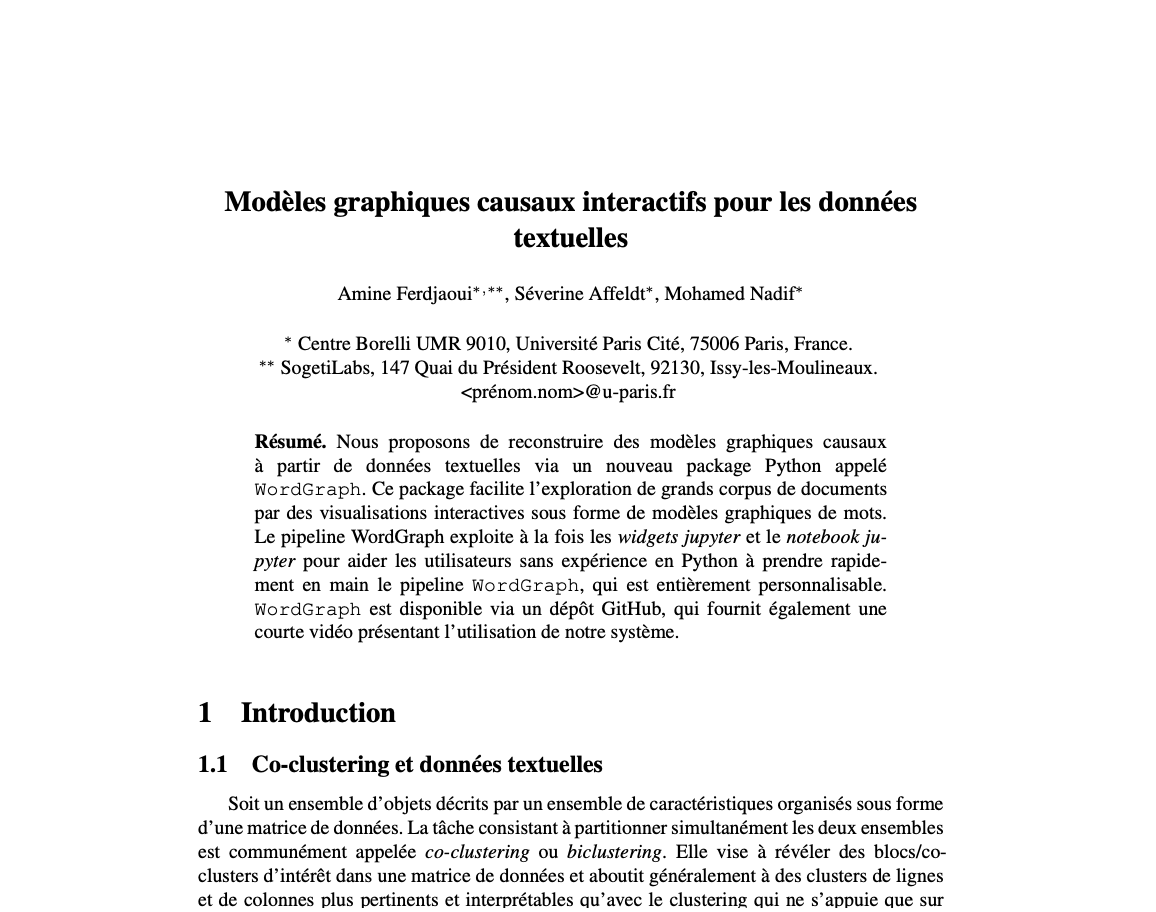 Modèles graphiques causaux interactifs pour les données
textuelles
Amine Ferdjaoui*,**, Séverine Affeldt*, Mohamed Nadif*
* Centre Borelli UMR 9010, Université Paris Cité, 75006 Paris, France.
** SogetiLabs, 147 Quai du Président Roosevelt, 92130, Issy-les-Moulineaux.
<prénom.nom>@u-paris.fr
Résumé. Nous proposons de reconstruire des modèles graphiques causaux
à partir de données textuelles via un nouveau package Python appelé
WordGraph. Ce package facilite l’exploration de grands corpus de documents
par des visualisations interactives sous forme de modèles graphiques de mots.
Le pipeline WordGraph exploite à la fois les widgets jupyter et le notebook ju-
pyter pour aider les utilisateurs sans expérience en Python à prendre rapide-
ment en main le pipeline WordGraph, qui est entièrement personnalisable.
WordGraph est disponible via un dépôt GitHub, qui fournit également une
courte vidéo présentant l’utilisation de notre système.
1 Introduction
1.1 Co-clustering et données textuelles
Soit un ensemble d’objets décrits par un ensemble de caractéristiques organisés sous forme
d’une matrice de données. La tâche consistant à partitionner simultanément les deux ensembles
est communément appelée co-clustering ou biclustering. Elle vise à révéler des blocs/co-
clusters d’intérêt dans une matrice de données et aboutit généralement à des clusters de lignes
et de colonnes plus pertinents et interprétables qu’avec le clustering qui ne s’appuie que sur